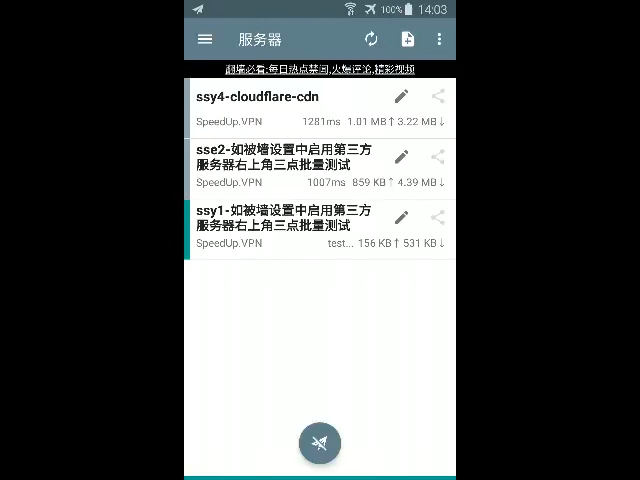 100% 14:03
服务器
翻墙必看:每日热点禁闻,火爆评论,精彩视频
ssy4-cloudflare-cdn
SpeedUp.VPN 1281ms 1.01 MB↑ 3.22 MB↓
sse2-如被墙设置中启用第三方
服务器右上角三点批量测试
SpeedUp.VPN 1007ms 859 KB↑ 4.39 MB↓
ssy1-如被墙设置中启用第三方
服务器右上角三点批量测试
SpeedUp.VPN test... 156 KB↑ 531 KB↓